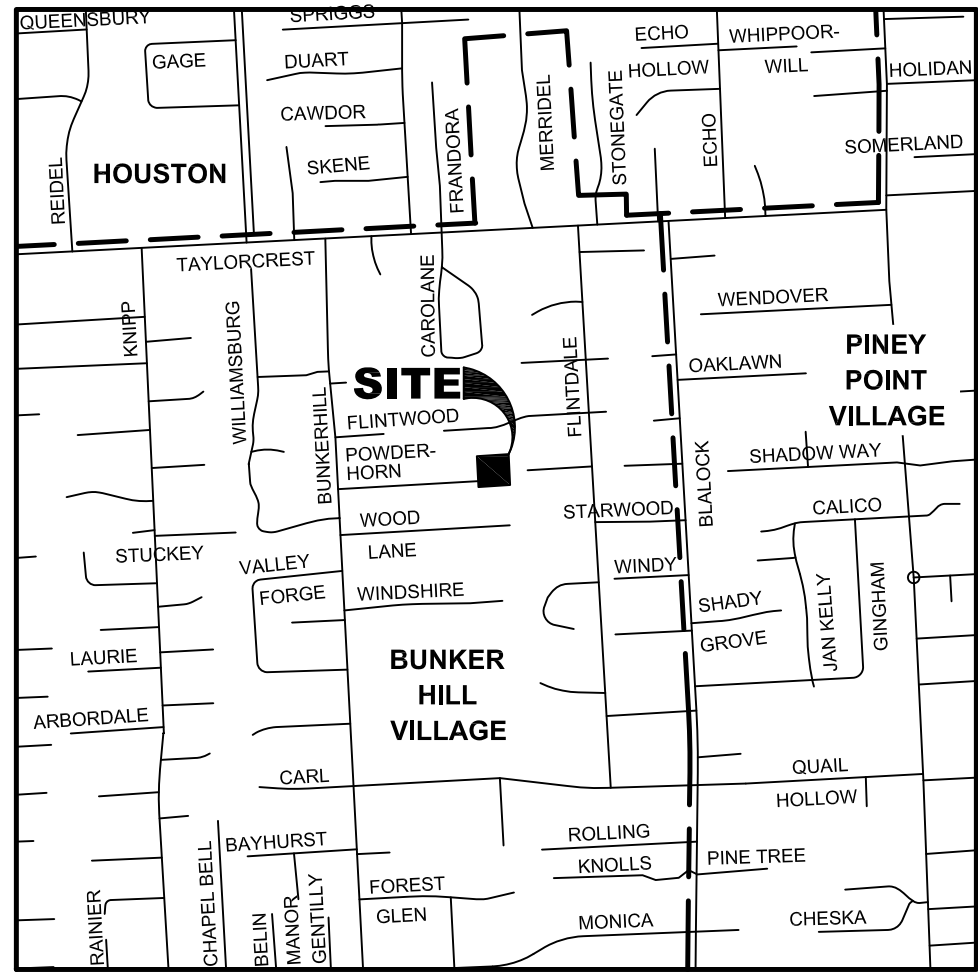 QUEENSBURY
SPRIGGS
GAGE
DUART
ECHO
HOLLOW
WHIPPOOR-
WILL
HOLIDAN
CAWDOR
SKENE
FRANDORA
MERRIDEL
STONEGATE
ECHO
SOMERLAND
HOUSTON
REIDEL
TAYLORCREST
KNIPP
WILLIAMSBURG
CAROLANE
WENDOVER
OAKLAWN
PINEY
POINT
VILLAGE
SITE
BUNKERHILL
FLINTWOOD
FLINTDALE
POWDER-
HORN
BLALOCK
SHADOW WAY
WOOD
LANE
STARWOOD
CALICO
STUCKEY
VALLEY
FORGE
WINDSHIRE
WINDY
SHADY
GROVE
JAN KELLY
GINGHAM
LAURIE
BUNKER
HILL
VILLAGE
ARBORDALE
CARL
QUAIL
HOLLOW
BAYHURST
ROLLING
KNOLLS
PINE TREE
CHAPEL BELL
RAINIER
BELIN
MANOR
GENTILLY
FOREST
GLEN
MONICA
CHESKA